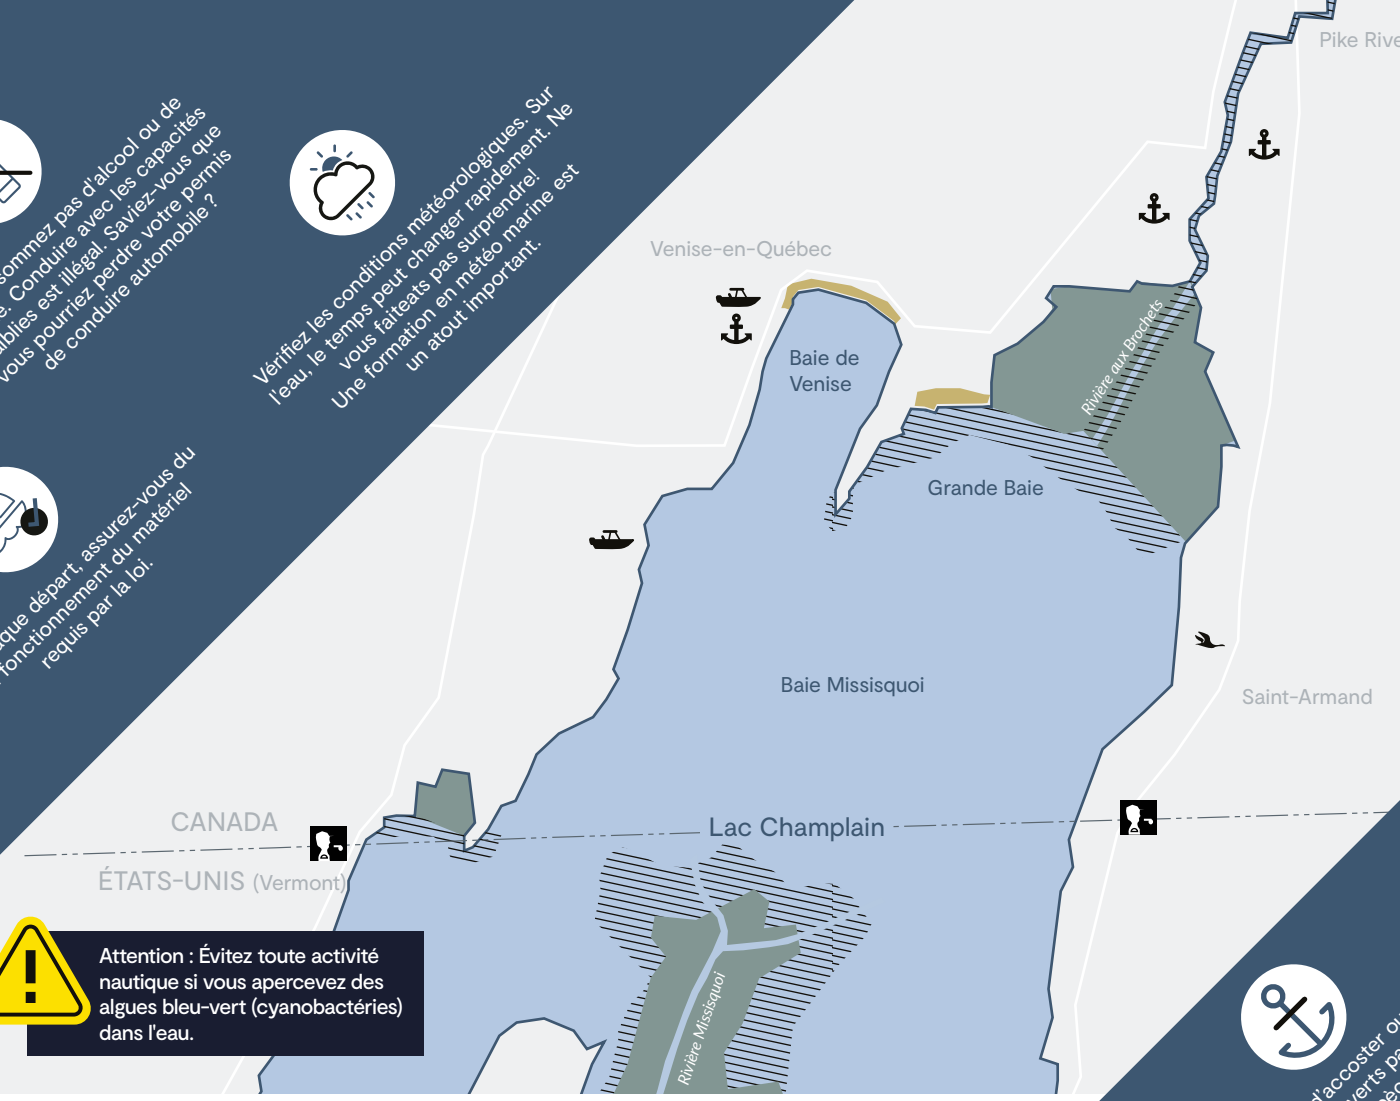 sommez pas d'alcool ou de
e. Conduire avec les capacités
aiblies est illégal. Saviez-vous que
vous pourriez perdre votre permis
de conduire automobile ?
Vérifiez les conditions météorologiques. Sur
l'eau, le temps peut changer rapidement. Ne
vous faiteats pas surprendre!
Une formation en météo marine est
un atout important.
aque départ, assurez-vous du
fonctionnement du matériel
requis par la loi.
Pike Rive
Venise-en-Québec
Baie de
Venise
Rivière aux Brochets
Grande Baie
Baie Missisquoi
Saint-Armand
CANADA
Lac Champlain
ÉTATS-UNIS (Vermont)
Attention : Évitez toute activité
nautique si vous apercevez des
algues bleu-vert (cyanobactéries)
dans l'eau.
Rivière Missisquoi
d'accoster ou
verts pa